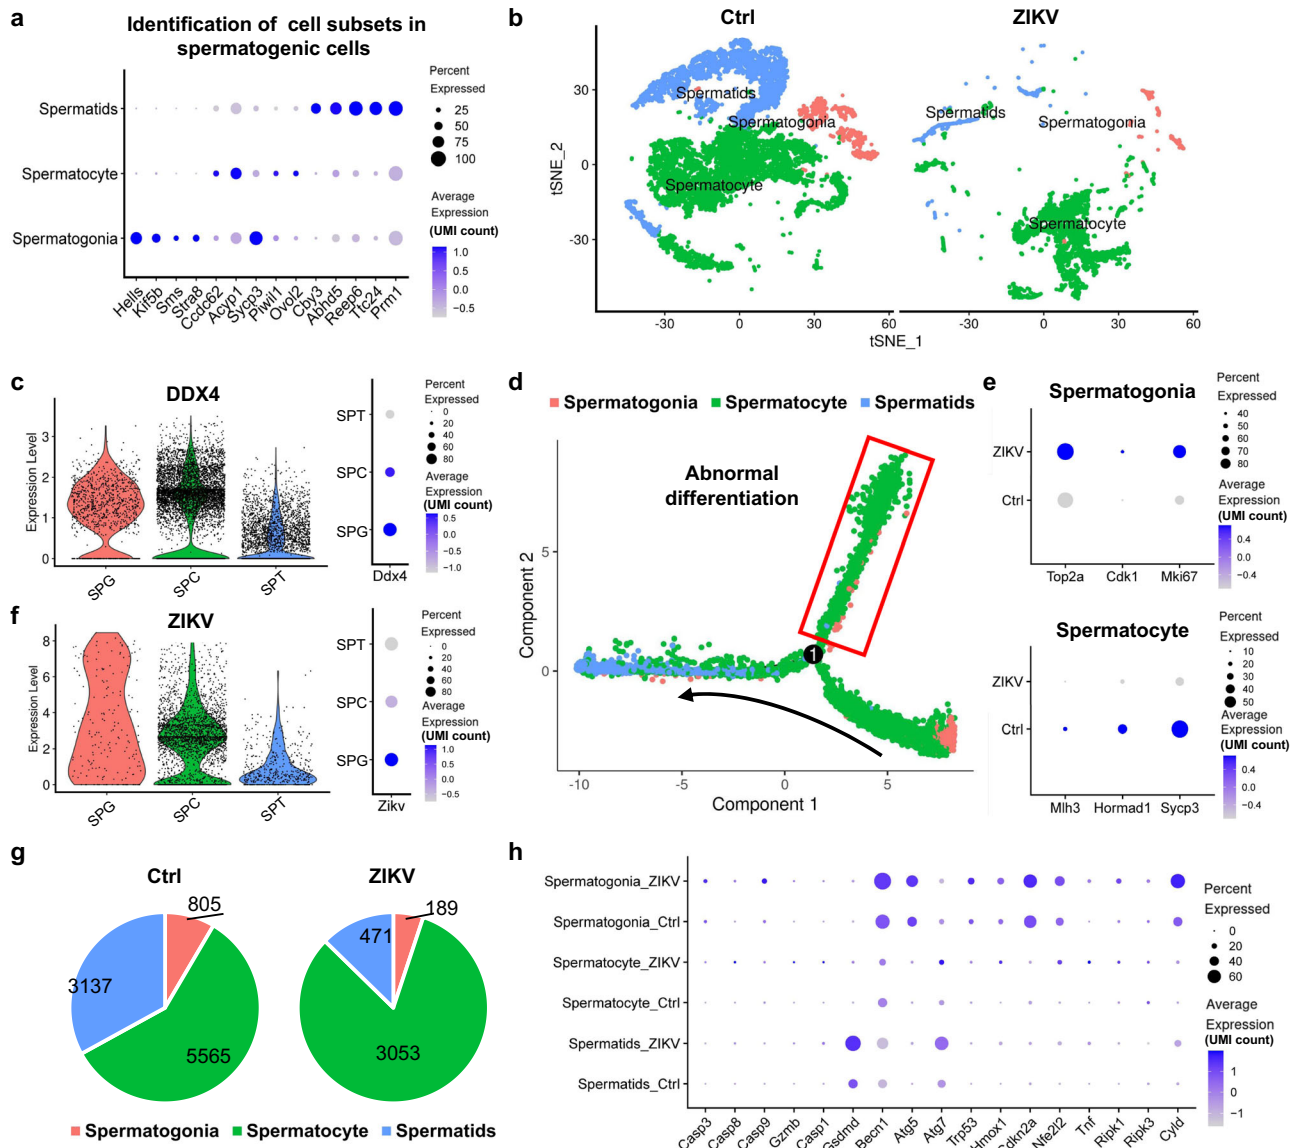 a
Identification of cell subsets in
spermatogenic cells
Spermatids
Spermatocyte
Spermatogonia
Hells
Kif5b
Sms
Stra8
Ccdc62
Acyp1
Sycp3
Piwil1
Ovol2
Cby3
Abhd5
Reep6
Ttc24
Prm1
Percent
Expressed
25
50
75
100
Average
Expression
(UMI count)
1.0
0.5
0.0
−0.5
b
Ctrl
ZIKV
Spermatids
Spermatogonia
Spermatocyte
Spermatids
Spermatogonia
Spermatocyte
tSNE_2
30
0
-30
-30
0
30
60
-30
0
30
60
tSNE_1
c
DDX4
Expression Level
3
2
1
0
SPG
SPC
SPT
SPT
SPC
SPG
Ddx4
Percent
Expressed
0
20
40
60
80
Average
Expression
(UMI count)
0.5
0.0
−0.5
−1.0
d
Spermatogonia
Spermatocyte
Spermatids
Abnormal
differentiation
1
Component 2
5
0
-10
-5
0
5
Component 1
e
Spermatogonia
ZIKV
Ctrl
Top2a
Cdk1
Mki67
Percent
Expressed
40
50
60
70
80
Average
Expression
(UMI count)
0.4
0.0
−0.4
Spermatocyte
ZIKV
Ctrl
Mlh3
Hormad1
Sycp3
Percent
Expressed
10
20
30
40
50
Average
Expression
(UMI count)
0.4
0.0
−0.4
f
ZIKV
Expression Level
8
6
4
2
0
SPG
SPC
SPT
SPT
SPC
SPG
Zikv
Percent
Expressed
0
20
40
60
80
Average
Expression
(UMI count)
1.0
0.5
0.0
−0.5
g
Ctrl
ZIKV
805
3137
5565
189
471
3053
Spermatogonia
Spermatocyte
Spermatids
h
Spermatogonia_ZIKV
Spermatogonia_Ctrl
Spermatocyte_ZIKV
Spermatocyte_Ctrl
Spermatids_ZIKV
Spermatids_Ctrl
Casp3
Casp8
Casp9
Gzmb
Casp1
Gsdmd
Becn1
Atg5
Atg7
Trp53
Hmox1
Cdkn2a
Nfe2l2
Tnf
Ripk1
Ripk3
Cyld
Percent
Expressed
0
20
40
60
Average
Expression
(UMI count)
1
0
−1